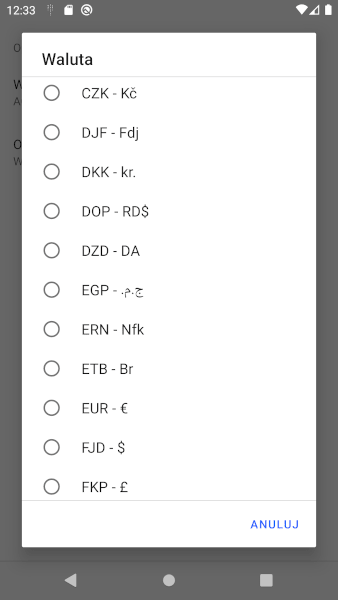 12:33
Waluta
CZK - Kč
DJF - Fdj
DKK - kr.
DOP - RD$
DZD - DA
EGP - ج.م.
ERN - Nfk
ETB - Br
EUR - €
FJD - $
FKP - £
ANULUJ